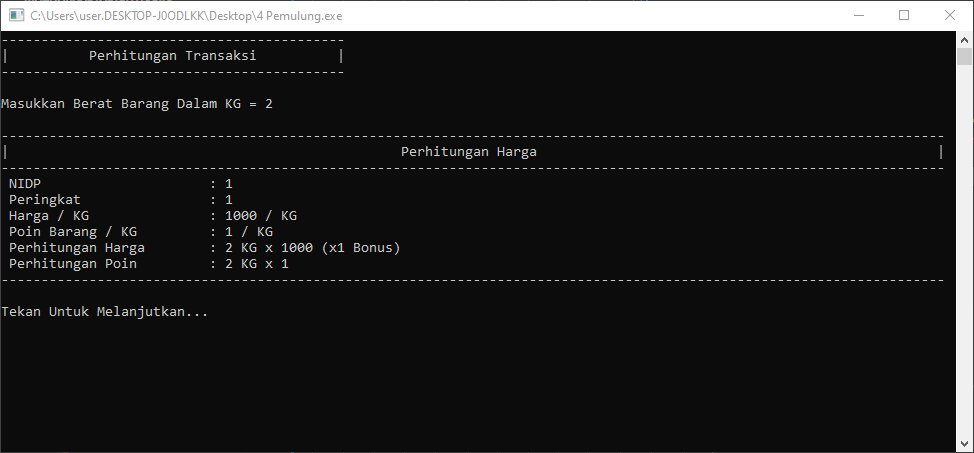 C:\Users\user.DESKTOP-J0ODLKK\Desktop\4 Pemulung.exe
-------------------------------------------
|          Perhitungan Transaksi          |
-------------------------------------------
Masukkan Berat Barang Dalam KG = 2
----------------------------------------------------------------------------------------------------------------------
|                                                 Perhitungan Harga                                                  |
----------------------------------------------------------------------------------------------------------------------
NIDP                     : 1
Peringkat                : 1
Harga / KG               : 1000 / KG
Poin Barang / KG         : 1 / KG
Perhitungan Harga        : 2 KG x 1000 (x1 Bonus)
Perhitungan Poin         : 2 KG x 1
----------------------------------------------------------------------------------------------------------------------
Tekan Untuk Melanjutkan...